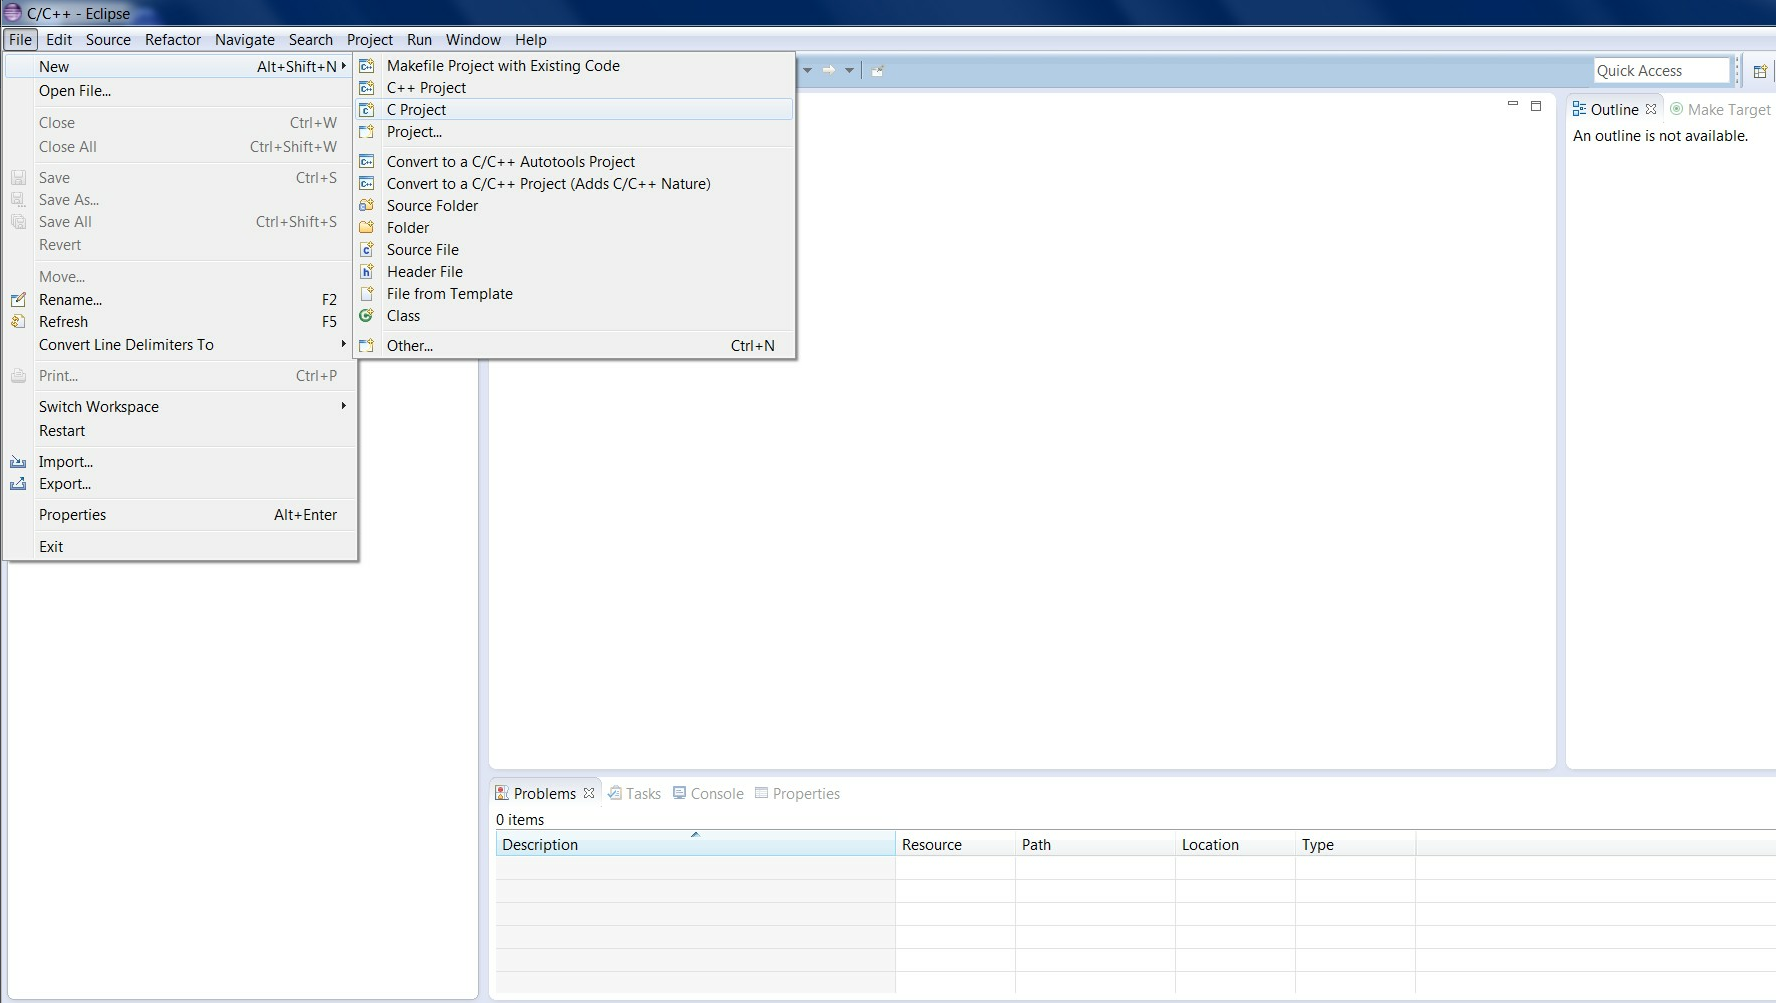 C/C++ - Eclipse
File Edit Source Refactor Navigate Search Project Run Window Help
New Alt+Shift+N
Open File...
Close Ctrl+W
Close All Ctrl+Shift+W
Save Ctrl+S
Save As...
Save All Ctrl+Shift+S
Revert
Move...
Rename... F2
Refresh F5
Convert Line Delimiters To
Print... Ctrl+P
Switch Workspace
Restart
Import...
Export...
Properties Alt+Enter
Exit
Makefile Project with Existing Code
C++ Project
C Project
Project...
Convert to a C/C++ Autotools Project
Convert to a C/C++ Project (Adds C/C++ Nature)
Source Folder
Folder
Source File
Header File
File from Template
Class
Other... Ctrl+N
Quick Access
Outline Make Target
An outline is not available.
Problems Tasks Console Properties
0 items
Description Resource Path Location Type